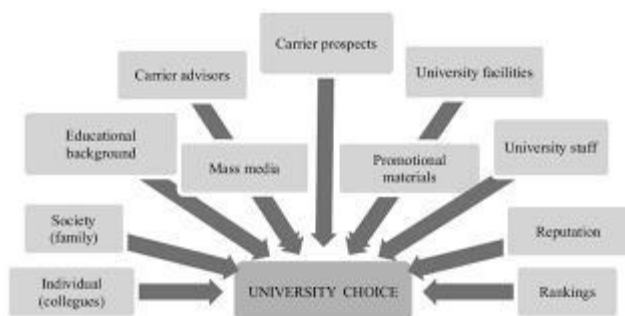 Carrier prospects
Carrier advisors
University facilities
Educational
background
Mass media
Promotional
materials
University staff
Society
(family)
Reputation
Individual
(collegues)
UNIVERSITY CHOICE
Rankings